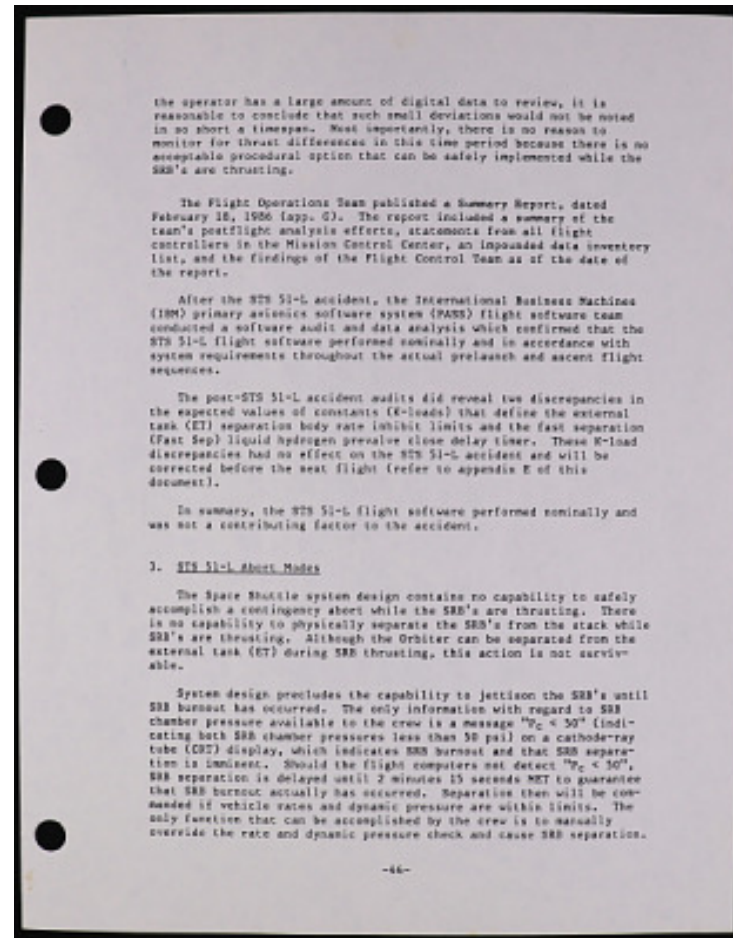 the operator has a large amount of digital data to review, it is
reasonable to conclude that such small deviations would not be noted
in so short a timespan.  Most importantly, there is no reason to
monitor for thrust differences in this time period because there is no
acceptable procedural option that can be safely implemented while the
SRB's are thrusting.
The Flight Operations Team published a Summary Report, dated
February 18, 1986 (app. G).  The report included a summary of the
team's postflight analysis efforts, statements from all flight
controllers in the Mission Control Center, an impounded data inventory
list, and the findings of the Flight Control Team as of the date of
the report.
After the STS 51-L accident, the International Business Machines
(IBM) primary avionics software system (PASS) flight software team
conducted a software audit and data analysis which confirmed that the
STS 51-L flight software performed nominally and in accordance with
system requirements throughout the actual prelaunch and ascent flight
sequences.
The post-STS 51-L accident audits did reveal two discrepancies in
the expected values of constants (K-loads) that define the external
tank (ET) separation body rate inhibit limits and the fast separation
(Fast Sep) liquid hydrogen prevalve close delay timer.  These K-load
discrepancies had no effect on the STS 51-L accident and will be
corrected before the next flight (refer to appendix E of this
document).
In summary, the STS 51-L flight software performed nominally and
was not a contributing factor to the accident.
3.  STS 51-L Abort Modes
The Space Shuttle system design contains no capability to safely
accomplish a contingency abort while the SRB's are thrusting.  There
is no capability to physically separate the SRB's from the stack while
SRB's are thrusting.  Although the Orbiter can be separated from the
external tank (ET) during SRB thrusting, this action is not surviv-
able.
System design precludes the capability to jettison the SRB's until
SRB burnout has occurred.  The only information with regard to SRB
chamber pressure available to the crew is a message "Pc < 50" (indi-
cating both SRB chamber pressures less than 50 psi) on a cathode-ray
tube (CRT) display, which indicates SRB burnout and that SRB separa-
tion is imminent.  Should the flight computers not detect "Pc < 50",
SRB separation is delayed until 2 minutes 15 seconds MET to guarantee
that SRB burnout actually has occurred.  Separation then will be com-
manded if vehicle rates and dynamic pressure are within limits.  The
only function that can be accomplished by the crew is to manually
override the rate and dynamic pressure check and cause SRB separation.
-46-